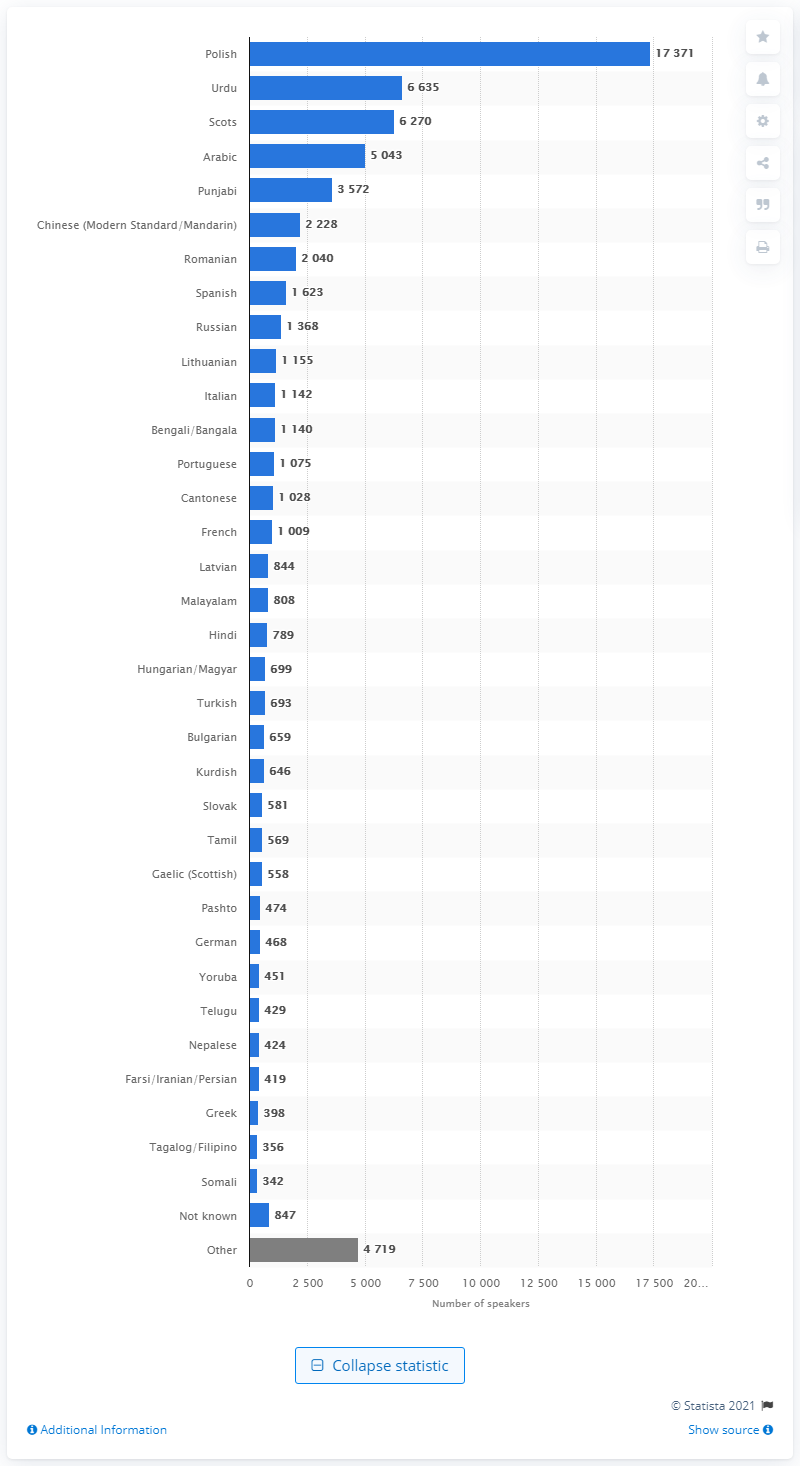 Polish 17 371
Urdu 6 635
Scots 6 270
Arabic 5 043
Punjabi 3 572
Chinese (Modern Standard/Mandarin) 2 228
Romanian 2 040
Spanish 1 623
Russian 1 368
Lithuanian 1 155
Italian 1 142
Bengali/Bangala 1 140
Portuguese 1 075
Cantonese 1 028
French 1 009
Latvian 844
Malayalam 808
Hindi 789
Hungarian/Magyar 699
Turkish 693
Bulgarian 659
Kurdish 646
Slovak 581
Tamil 569
Gaelic (Scottish) 558
Pashto 474
German 468
Yoruba 451
Telugu 429
Nepalese 424
Farsi/Iranian/Persian 419
Greek 398
Tagalog/Filipino 356
Somali 342
Not known 847
Other 4 719
0 2 500 5 000 7 500 10 000 12 500 15 000 17 500 20...
Number of speakers
Collapse statistic
© Statista 2021
Additional Information Show source